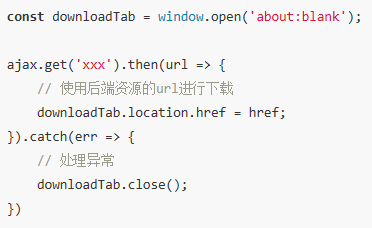 const downloadTab = window.open('about:blank');
ajax.get('xxx').then(url => {
// 使用后端资源的url进行下载
downloadTab.location.href = href;
}).catch(err => {
// 处理异常
downloadTab.close();
})